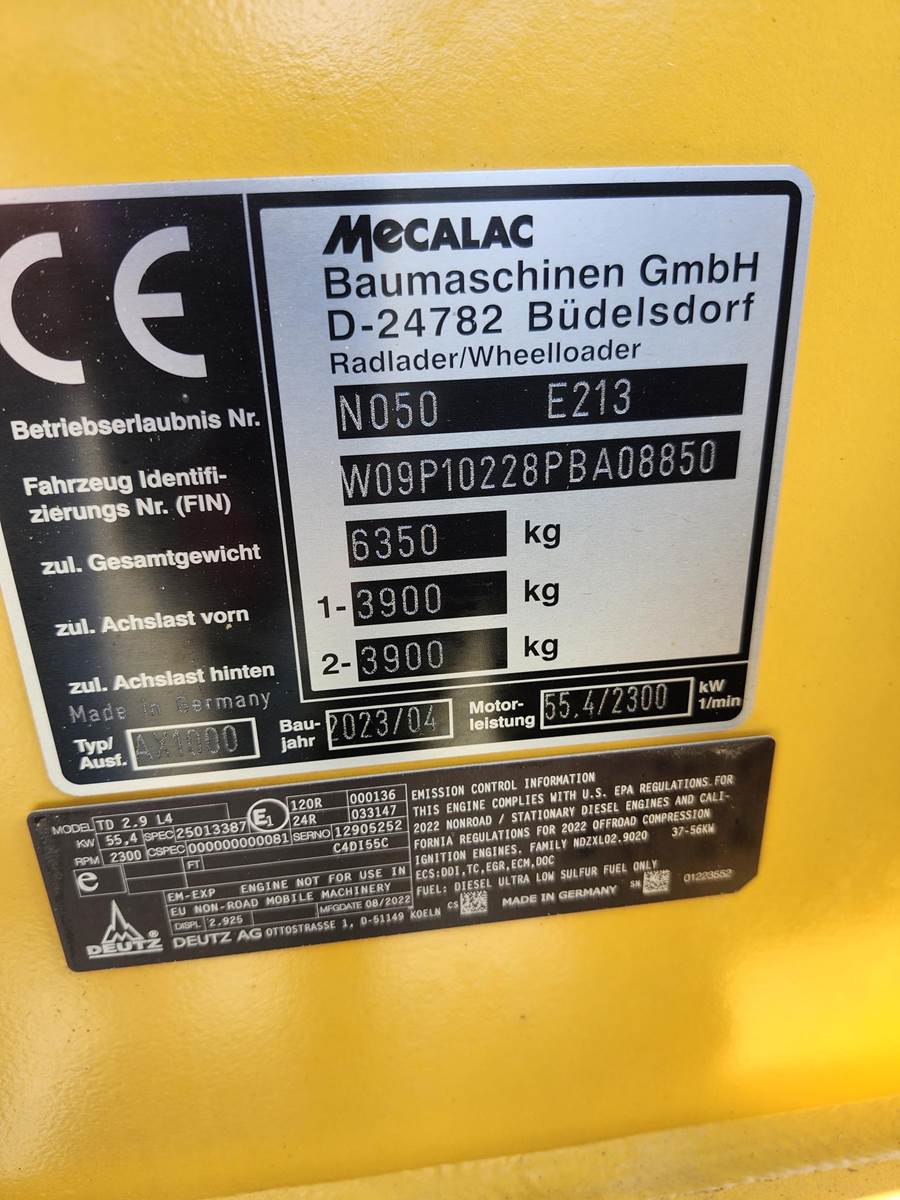 CE
MECALAC
Baumaschinen GmbH
D-24782 Büdelsdorf
Radlader/Wheelloader
Betriebserlaubnis Nr. N050 E213
Fahrzeug Identifi-
zierungs Nr. (FIN) W09P10228PBA08850
zul. Gesamtgewicht 6350 kg
zul. Achslast vorn 1- 3900 kg
zul. Achslast hinten 2- 3900 kg
Made in Germany
Typ/
Ausf. AX1000
Bau-
jahr 2023/04
Motor-
leistung 55,4/2300 kW
1/min
MODEL TD 2.9 L4
KW 55,4 SPEC 25013387 E1 120R 000136
24R 033147
RPM 2300 CSPEC 000000000081 SERNO 12905252
FT C4DI55C
e
EM-EXP ENGINE NOT FOR USE IN
EU NON-ROAD MOBILE MACHINERY
DISPL 2.925 MFGDATE 08/2022
DEUTZ®
DEUTZ AG OTTOSTRASSE 1, D-51149 KOELN
EMISSION CONTROL INFORMATION
THIS ENGINE COMPLIES WITH U.S. EPA REGULATIONS FOR
2022 NONROAD / STATIONARY DIESEL ENGINES AND CALI-
FORNIA REGULATIONS FOR 2022 OFFROAD COMPRESSION
IGNITION ENGINES. FAMILY NDZXL02.9020 37-56KW
ECS:DDI,TC,EGR,ECM,DOC
FUEL: DIESEL ULTRA LOW SULFUR FUEL ONLY
CS MADE IN GERMANY SN 01223552